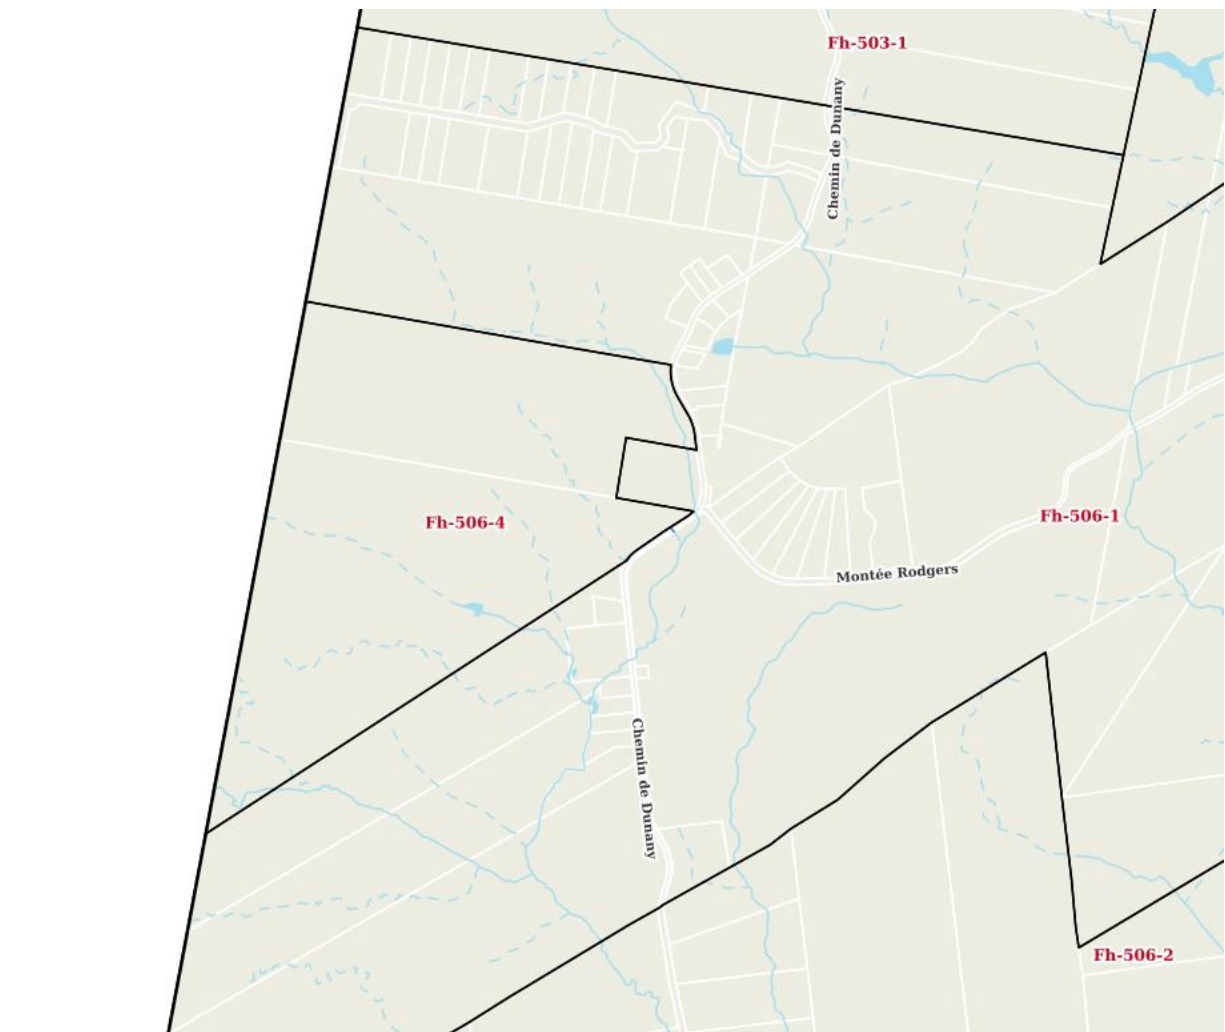 Fh-503-1
Chemin de Dunany
Fh-506-4
Fh-506-1
Montée Rodgers
Chemin de Dunany
Fh-506-2